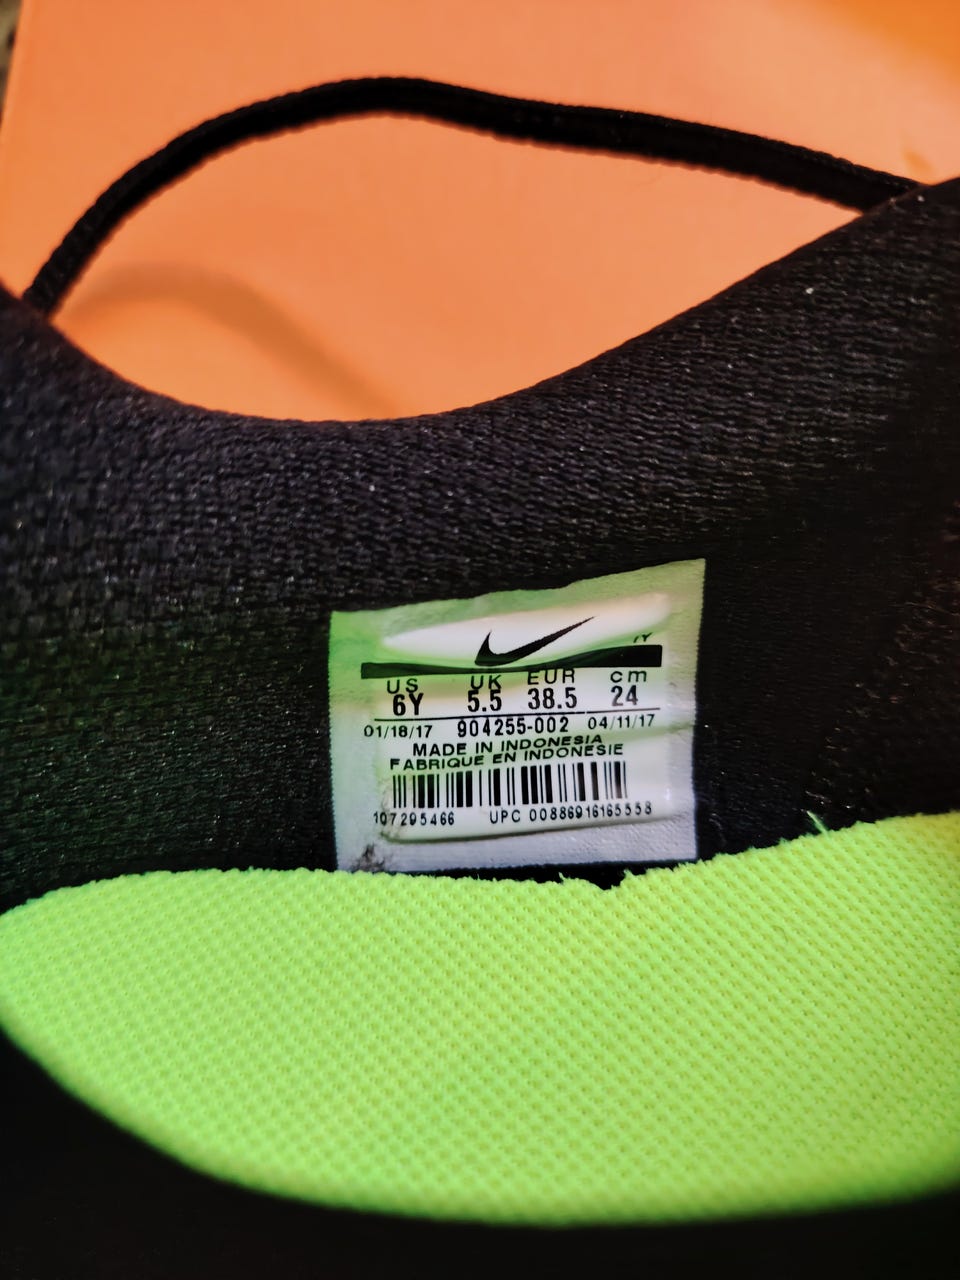 IY
US UK EUR cm
6Y 5.5 38.5 24
01/18/17 904255-002 04/11/17
MADE IN INDONESIA
FABRIQUE EN INDONESIE
107295466 UPC 00886916165558